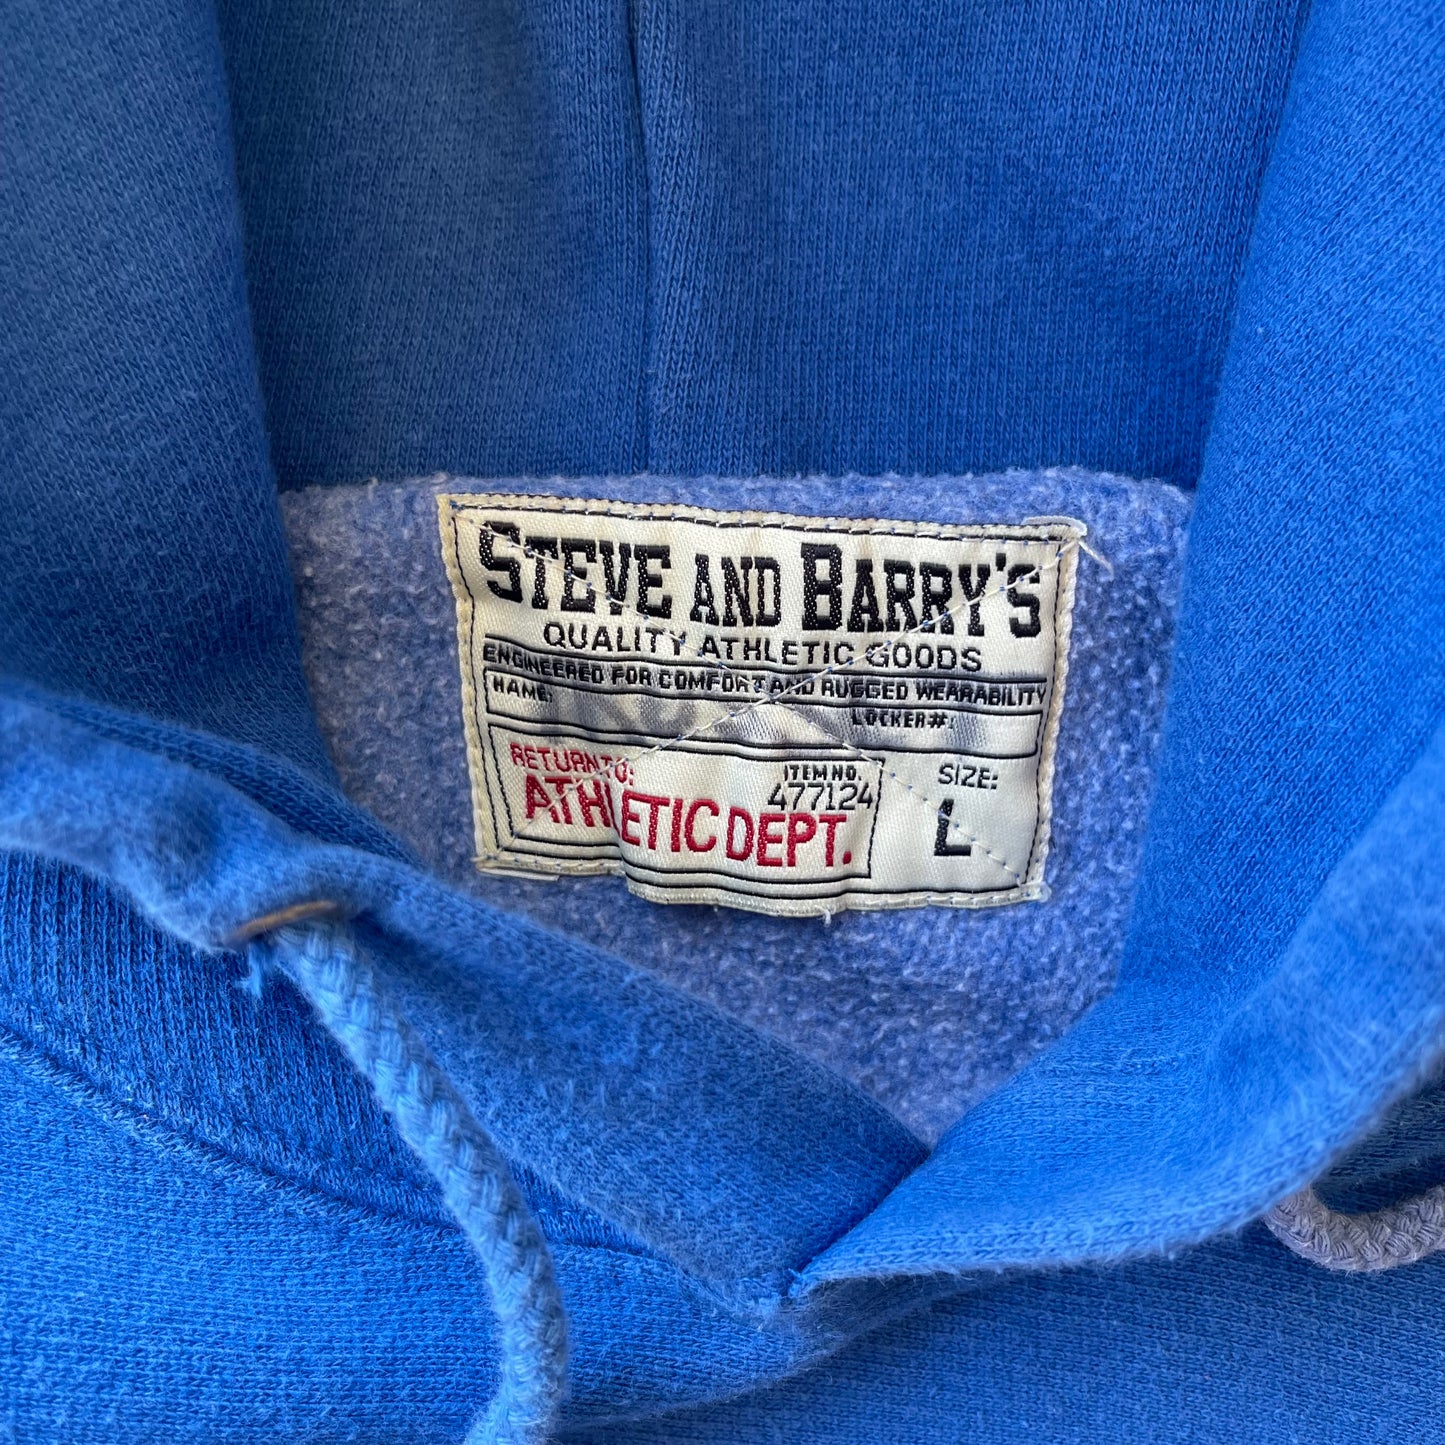 STEVE AND BARRY'S
QUALITY ATHLETIC GOODS
ENGINEERED FOR COMFORT AND RUGGED WEARABILITY
NAME:
LOCKER#:
RETURN TO:
ATHLETIC DEPT.
ITEM NO.
477124
SIZE:
L